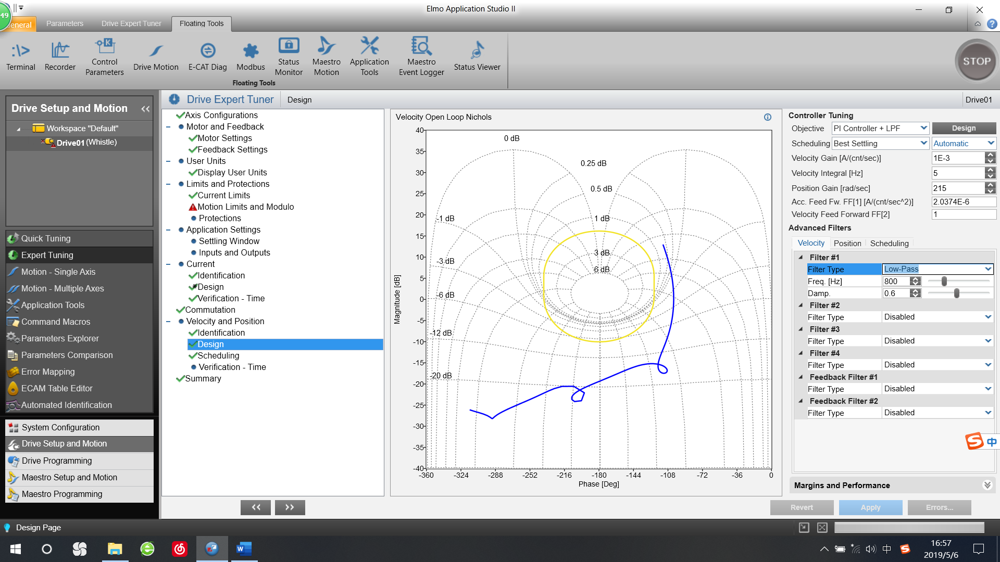 49
Elmo Application Studio II
General
Parameters
Drive Expert Tuner
Floating Tools
Terminal
Recorder
Control Parameters
Drive Motion
E-CAT Diag
Modbus
Status Monitor
Maestro Motion
Application Tools
Maestro Event Logger
Status Viewer
Floating Tools
STOP
Drive Setup and Motion
Workspace "Default"
Drive01 (Whistle)
Quick Tuning
Expert Tuning
Motion - Single Axis
Motion - Multiple Axes
Application Tools
Command Macros
Parameters Explorer
Parameters Comparison
Error Mapping
ECAM Table Editor
Automated Identification
System Configuration
Drive Setup and Motion
Drive Programming
Maestro Setup and Motion
Maestro Programming
Drive Expert Tuner
Design
Drive01
Axis Configurations
Motor and Feedback
Motor Settings
Feedback Settings
User Units
Display User Units
Limits and Protections
Current Limits
Motion Limits and Modulo
Protections
Application Settings
Settling Window
Inputs and Outputs
Current
Identification
Design
Verification - Time
Commutation
Velocity and Position
Identification
Design
Scheduling
Verification - Time
Summary
Velocity Open Loop Nichols
40
35
30
25
20
15
10
5
0
-5
-10
-15
-20
-25
-30
-35
-40
Magnitude [dB]
0 dB
0.25 dB
0.5 dB
1 dB
3 dB
6 dB
-1 dB
-3 dB
-6 dB
-12 dB
-20 dB
-360 -324 -288 -252 -216 -180 -144 -108 -72 -36 0
Phase [Deg]
Controller Tuning
Objective PI Controller + LPF Design
Scheduling Best Settling Automatic
Velocity Gain [A/(cnt/sec)] 1E-3
Velocity Integral [Hz] 5
Position Gain [rad/sec] 215
Acc. Feed Fw. FF[1] [A/(cnt/sec^2)] 2.0374E-6
Velocity Feed Forward FF[2] 1
Advanced Filters
Velocity Position Scheduling
Filter #1
Filter Type Low-Pass
Freq. [Hz] 800
Damp. 0.6
Filter #2
Filter Type Disabled
Filter #3
Filter Type Disabled
Filter #4
Filter Type Disabled
Feedback Filter #1
Filter Type Disabled
Feedback Filter #2
Filter Type Disabled
S 中
Margins and Performance
Revert Apply Errors...
Design Page
中
16:57
2019/5/6